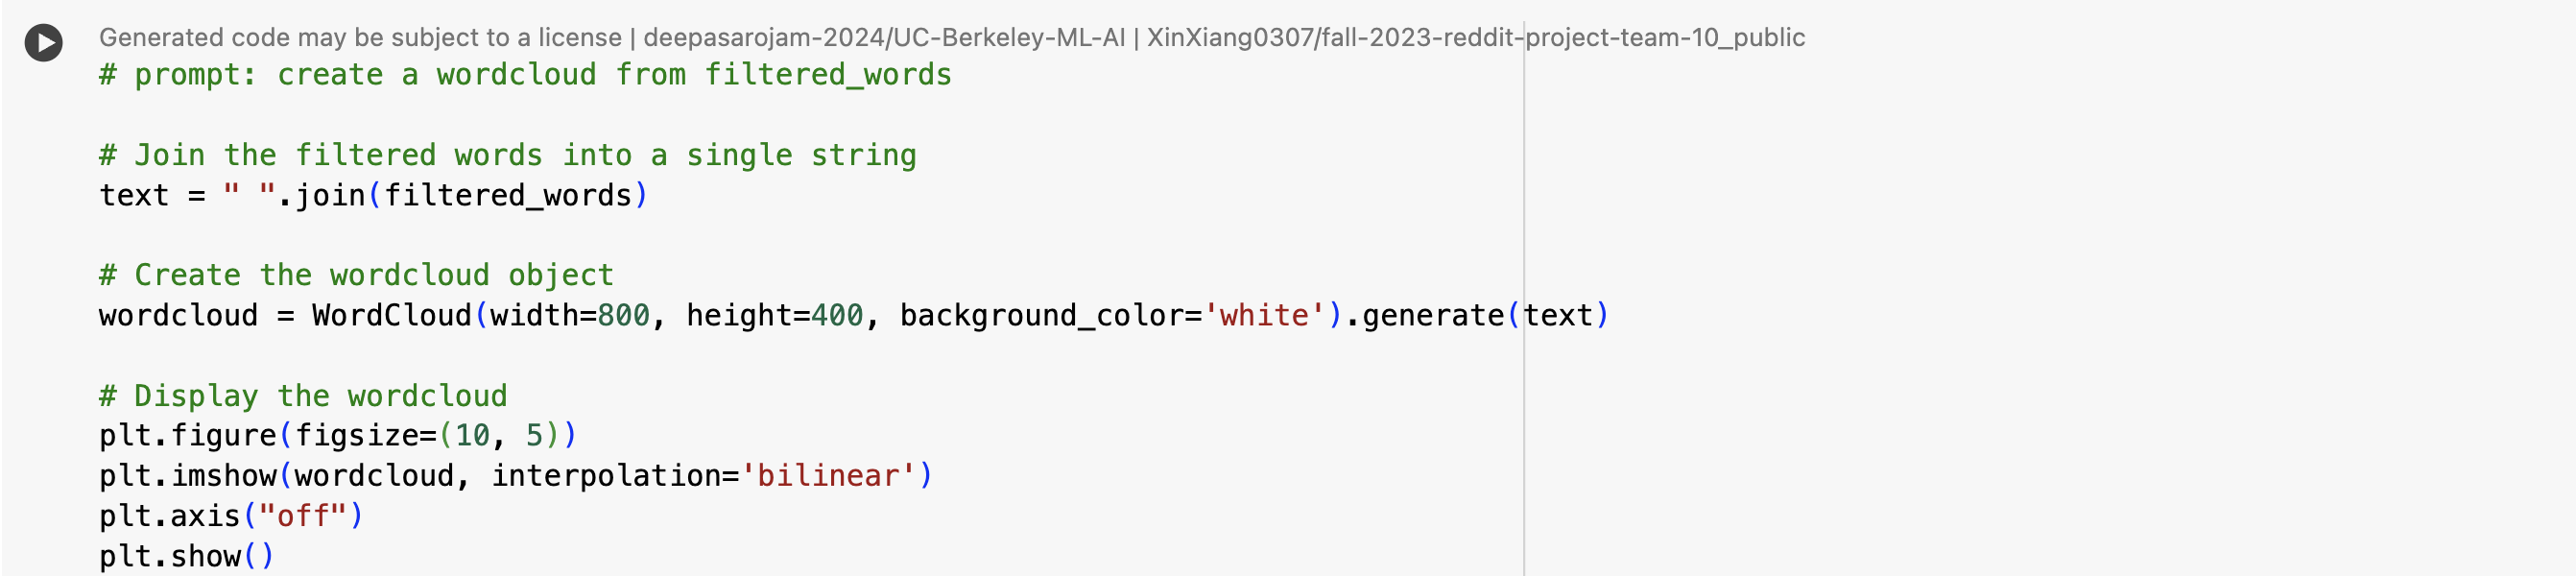 Generated code may be subject to a license | deepasarojam-2024/UC-Berkeley-ML-AI | XinXiang0307/fall-2023-reddit-project-team-10_public
# prompt: create a wordcloud from filtered_words
# Join the filtered words into a single string
text = " ".join(filtered_words)
# Create the wordcloud object
wordcloud = WordCloud(width=800, height=400, background_color='white').generate(text)
# Display the wordcloud
plt.figure(figsize=(10, 5))
plt.imshow(wordcloud, interpolation='bilinear')
plt.axis("off")
plt.show()